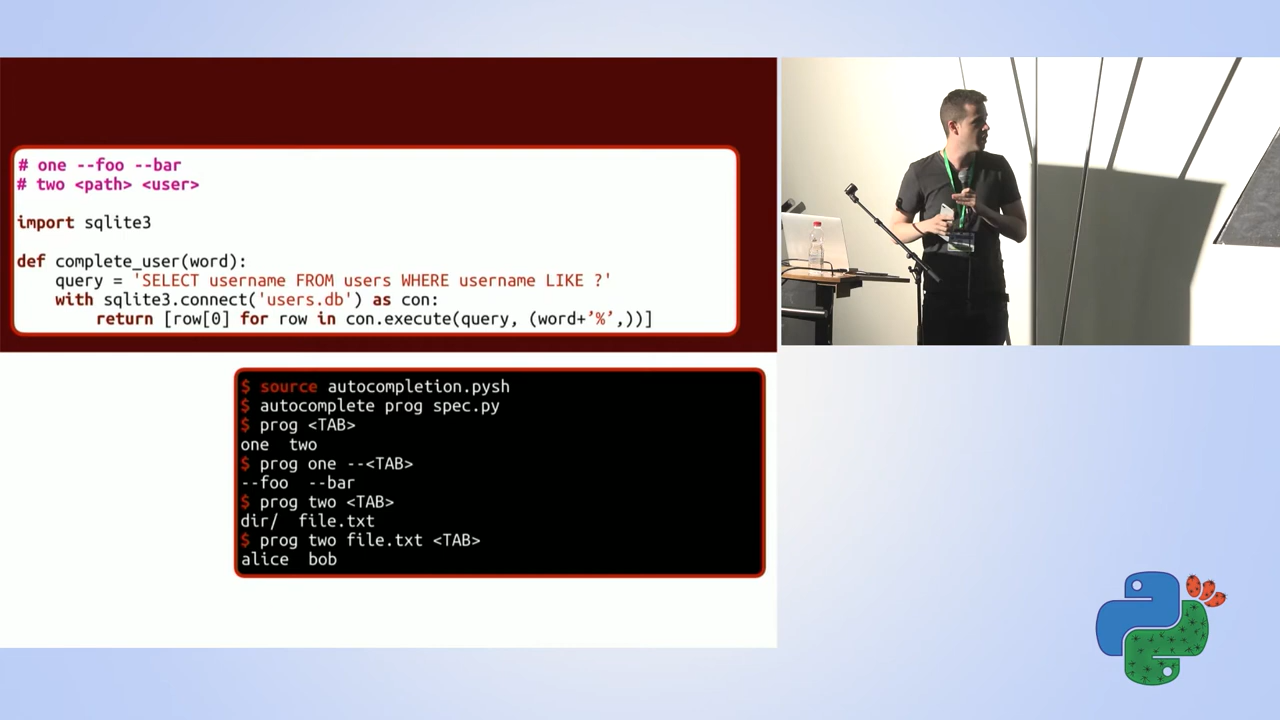 # one --foo --bar
# two <path> <user>
import sqlite3
def complete_user(word):
query = 'SELECT username FROM users WHERE username LIKE ?'
with sqlite3.connect('users.db') as con:
return [row[0] for row in con.execute(query, (word+'%',))]
$ source autocompletion.pysh
$ autocomplete prog spec.py
$ prog <TAB>
one two
$ prog one --<TAB>
--foo --bar
$ prog two <TAB>
dir/ file.txt
$ prog two file.txt <TAB>
alice bob